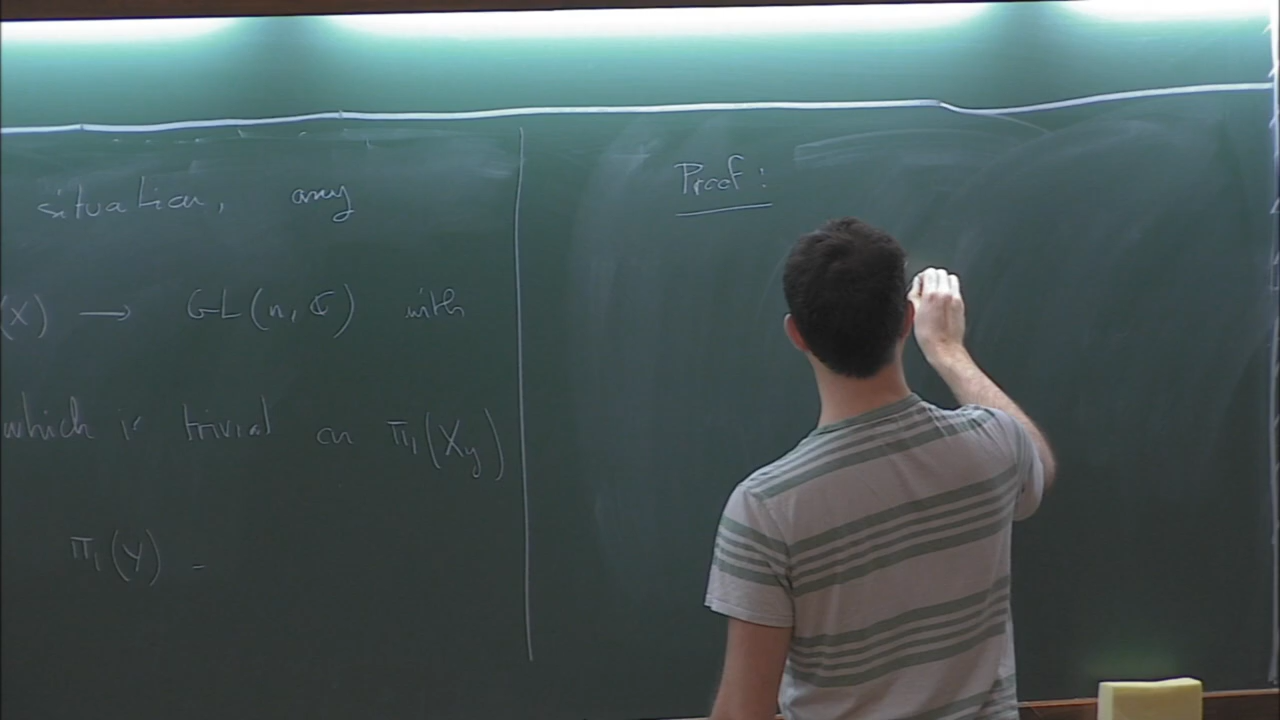 situation, any
(X) → GL(n, ℂ) with
which is trivial on π₁(X_y)
π₁(Y) -
Proof :